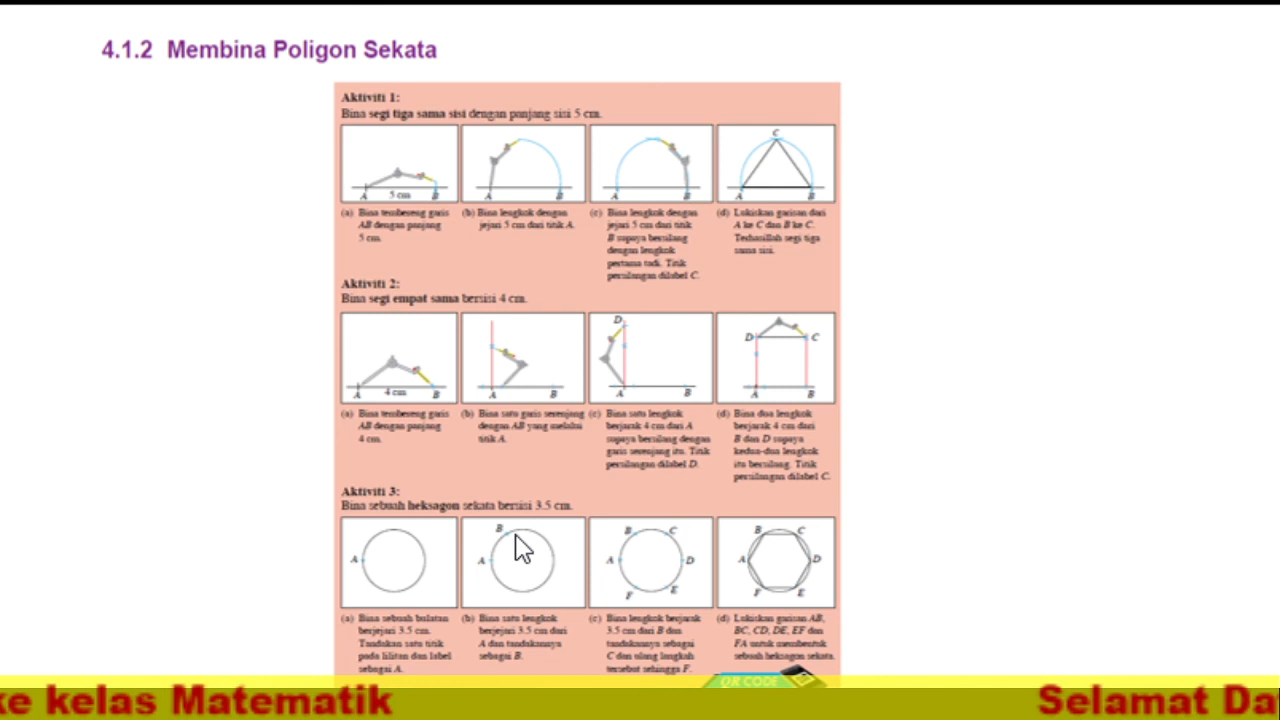 4.1.2 Membina Poligon Sekata
Aktiviti 1:
Bina segi tiga sama sisi dengan panjang sisi 5 cm.
A 5 cm B
A B
A B
C
A B
(a) Bina tembereng garis
AB dengan panjang
5 cm.
(b) Bina lengkok dengan
jejari 5 cm dari titik A.
(c) Bina lengkok dengan
jejari 5 cm dari titik
B supaya bersilang
dengan lengkok
pertama tadi. Titik
persilangan dilabel C.
(d) Lukiskan garisan dari
A ke C dan B ke C.
Terhasillah segi tiga
sama sisi.
Aktiviti 2:
Bina segi empat sama bersisi 4 cm.
A 4 cm B
A B
D
A B
D C
A B
(a) Bina tembereng garis
AB dengan panjang
4 cm.
(b) Bina satu garis serenjang
dengan AB yang melalui
titik A.
(c) Bina satu lengkok
berjarak 4 cm dari A
supaya bersilang dengan
garis serenjang itu. Titik
persilangan dilabel D.
(d) Bina dua lengkok
berjarak 4 cm dari
B dan D supaya
kedua-dua lengkok
itu bersilang. Titik
persilangan dilabel C.
Aktiviti 3:
Bina sebuah heksagon sekata bersisi 3.5 cm.
A
B
A
B C
A D
F E
B C
A D
F E
(a) Bina sebuah bulatan
berjejari 3.5 cm.
Tandakan satu titik
pada lilitan dan label
sebagai A.
(b) Bina satu lengkok
berjejari 3.5 cm dari
A dan tandakannya
sebagai B.
(c) Bina lengkok berjarak
3.5 cm dari B dan
tandakannya sebagai
C dan ulang langkah
tersebut sehingga F.
(d) Lukiskan garisan AB,
BC, CD, DE, EF dan
FA untuk membentuk
sebuah heksagon sekata.
QR CODE
ke kelas Matematik
Selamat Da